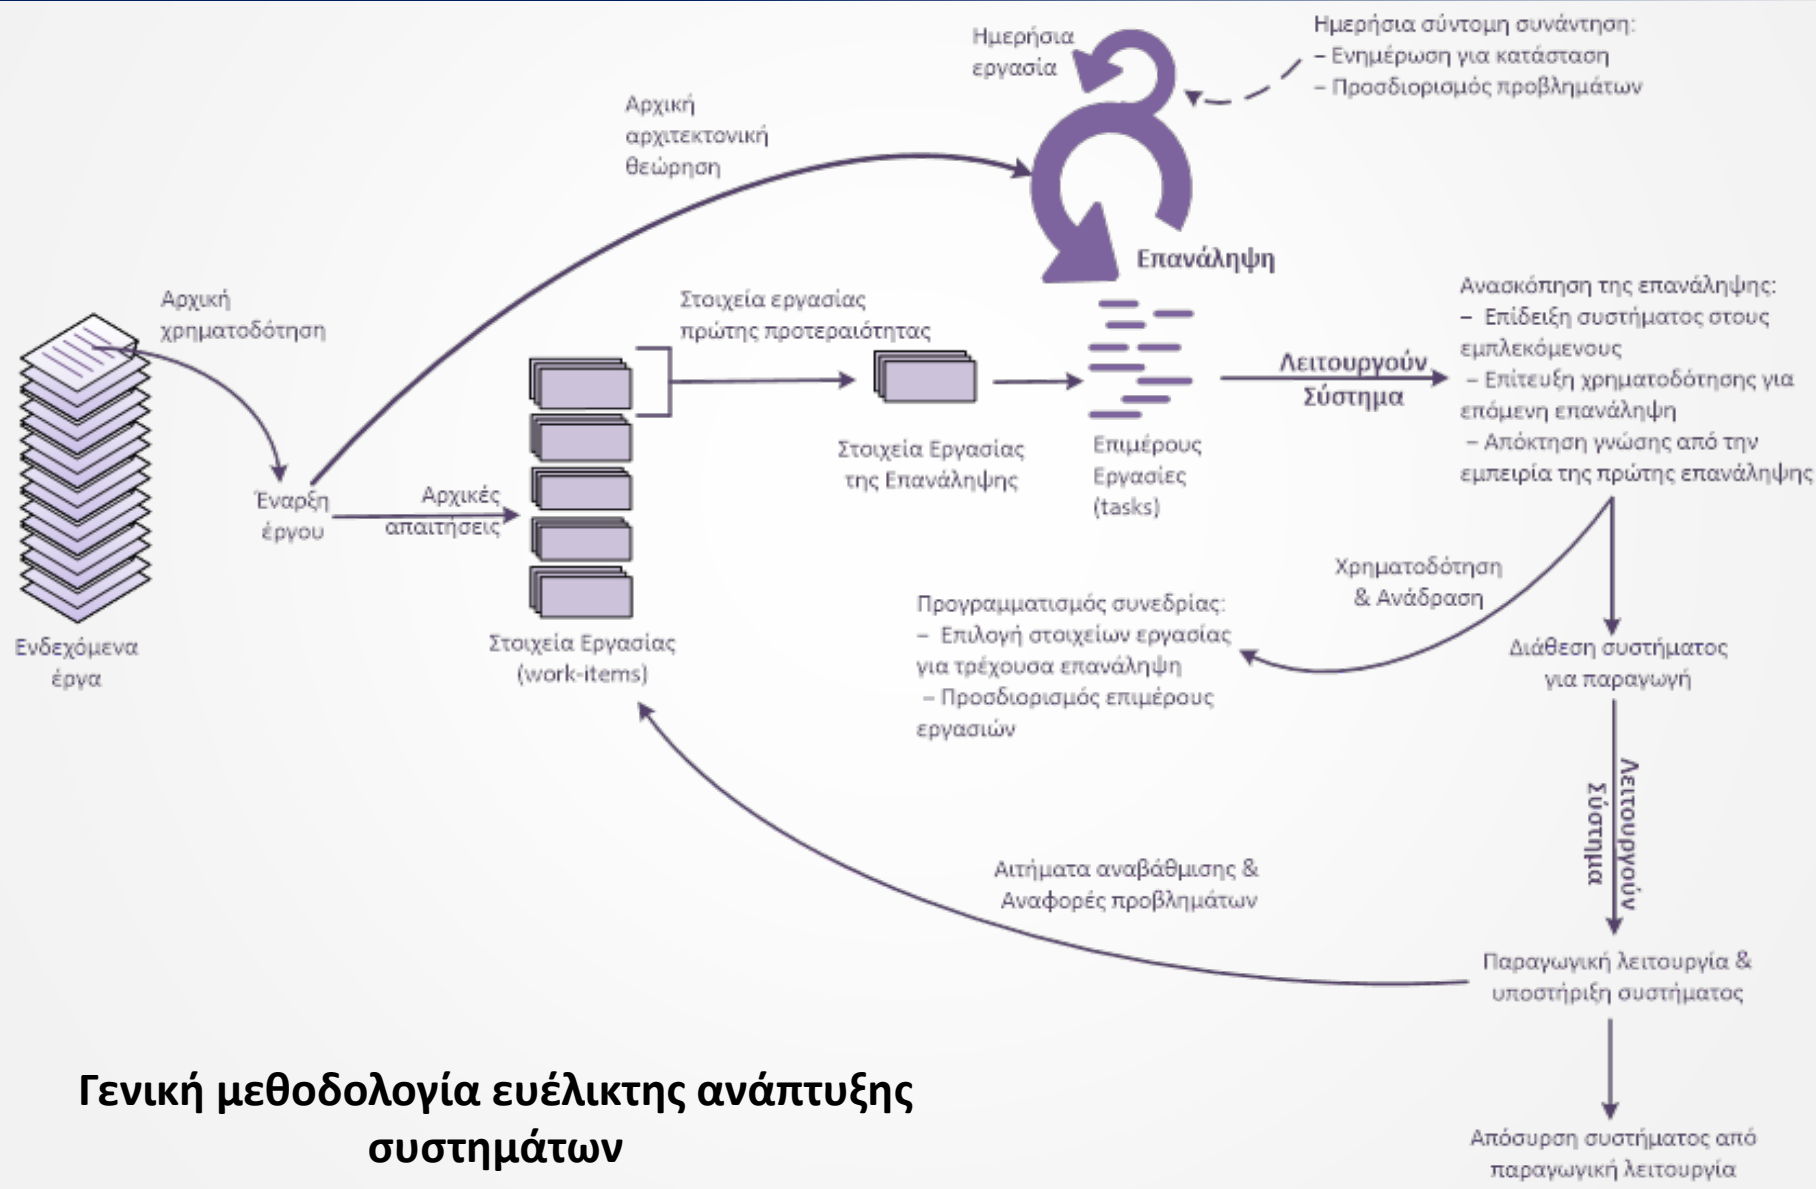 Ημερήσια
εργασία
Ημερήσια σύντομη συνάντηση:
– Ενημέρωση για κατάσταση
– Προσδιορισμός προβλημάτων
Αρχική
αρχιτεκτονική
θεώρηση
Επανάληψη
Αρχική
χρηματοδότηση
Στοιχεία εργασίας
πρώτης προτεραιότητας
Ανασκόπηση της επανάληψης:
– Επίδειξη συστήματος στους
εμπλεκόμενους
– Επίτευξη χρηματοδότησης για
επόμενη επανάληψη
– Απόκτηση γνώσης από την
εμπειρία της πρώτης επανάληψης
Λειτουργούν
Σύστημα
Στοιχεία Εργασίας
της Επανάληψης
Επιμέρους
Εργασίες
(tasks)
Έναρξη
έργου
Αρχικές
απαιτήσεις
Χρηματοδότηση
& Ανάδραση
Προγραμματισμός συνεδρίας:
– Επιλογή στοιχείων εργασίας
για τρέχουσα επανάληψη
– Προσδιορισμός επιμέρους
εργασιών
Ενδεχόμενα
έργα
Στοιχεία Εργασίας
(work-items)
Διάθεση συστήματος
για παραγωγή
Λειτουργούν
Σύστημα
Αιτήματα αναβάθμισης &
Αναφορές προβλημάτων
Παραγωγική λειτουργία &
υποστήριξη συστήματος
Απόσυρση συστήματος από
παραγωγική λειτουργία
Γενική μεθοδολογία ευέλικτης ανάπτυξης
συστημάτων